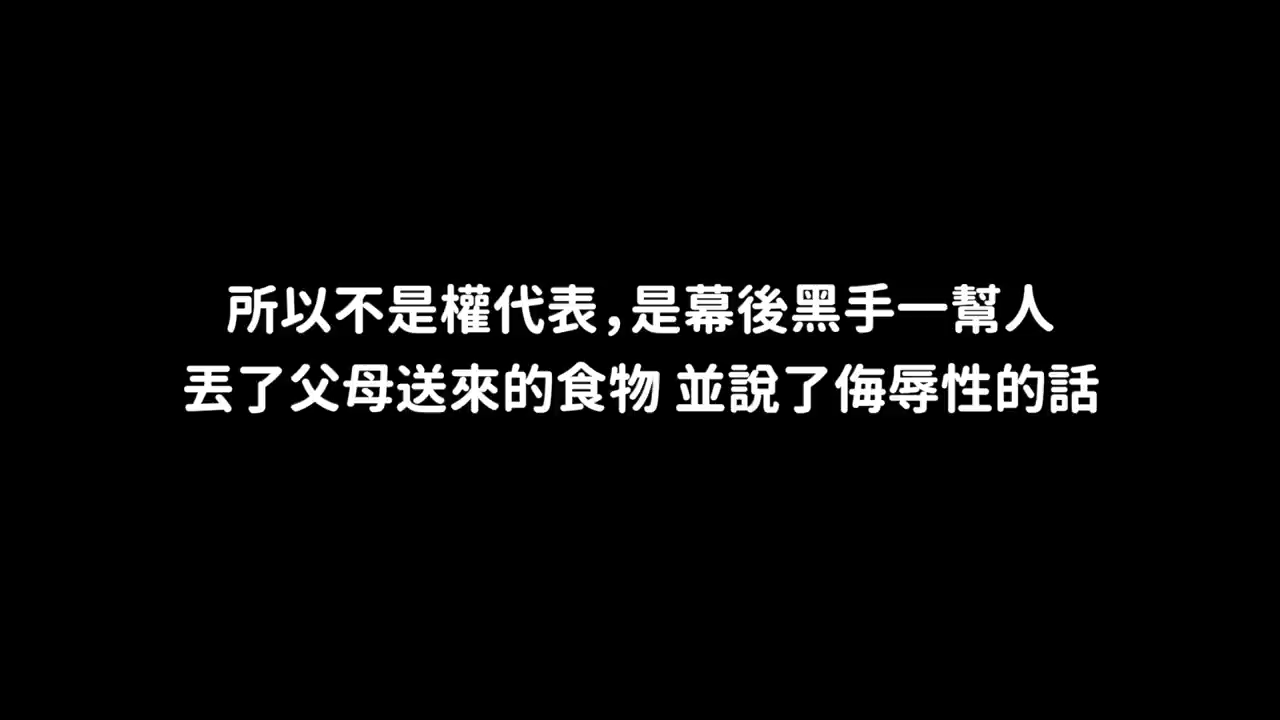 所以不是權代表,是幕後黑手一幫人
丟了父母送來的食物 並說了侮辱性的話